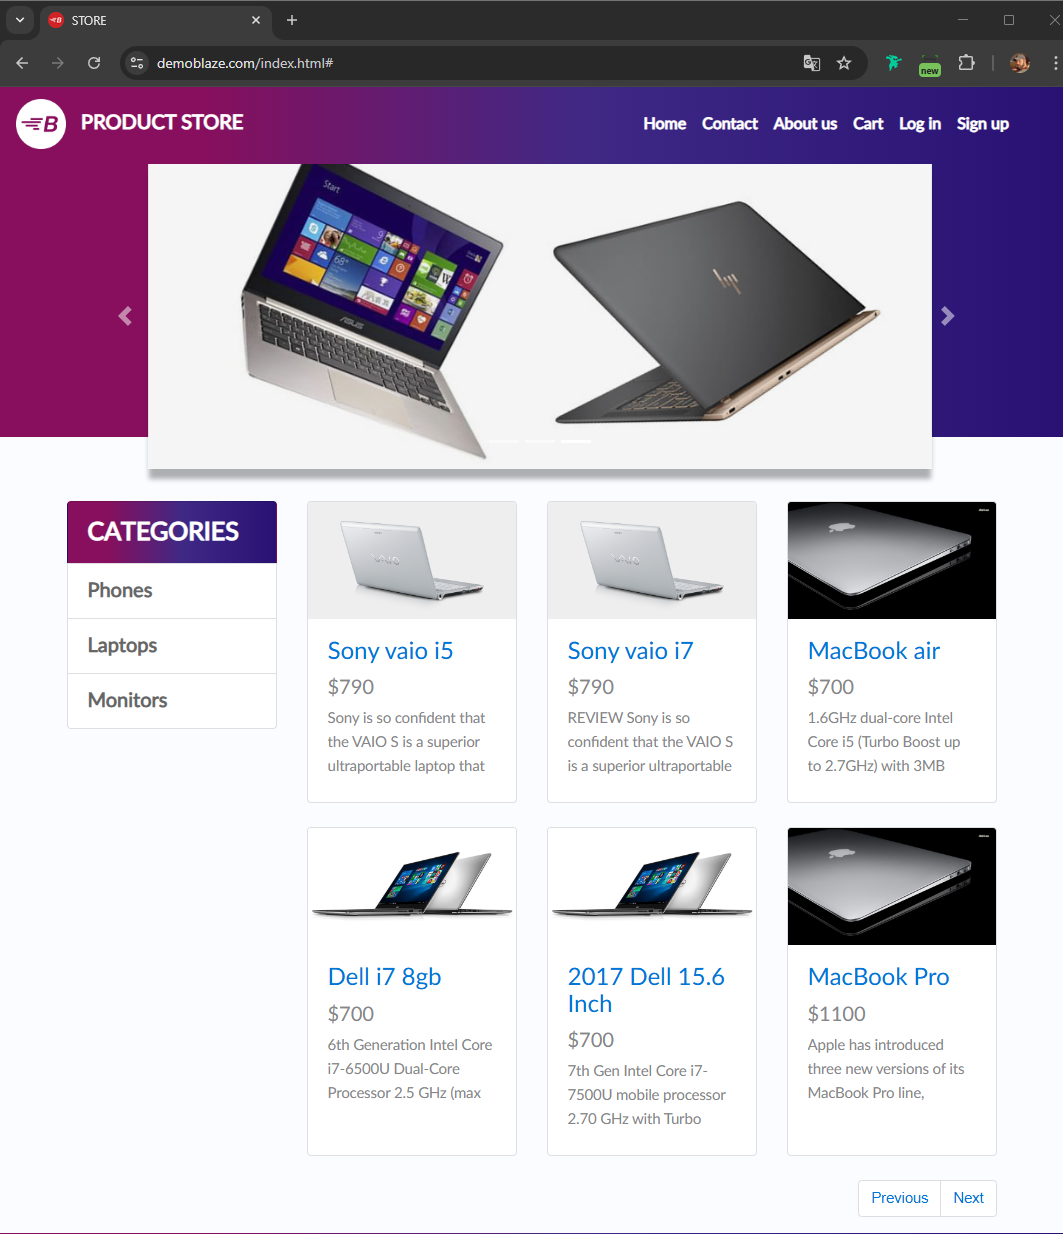 STORE
demoblaze.com/index.html#
new
B
PRODUCT STORE
Home Contact About us Cart Log in Sign up
Start
68°
ASUS
hp
CATEGORIES
Phones
Laptops
Monitors
VAIO
Sony vaio i5
$790
Sony is so confident that
the VAIO S is a superior
ultraportable laptop that
VAIO
Sony vaio i7
$790
REVIEW Sony is so
confident that the VAIO S
is a superior ultraportable
MacBook air
$700
1.6GHz dual-core Intel
Core i5 (Turbo Boost up
to 2.7GHz) with 3MB
Dell i7 8gb
$700
6th Generation Intel Core
i7-6500U Dual-Core
Processor 2.5 GHz (max
2017 Dell 15.6
Inch
$700
7th Gen Intel Core i7-
7500U mobile processor
2.70 GHz with Turbo
MacBook Pro
$1100
Apple has introduced
three new versions of its
MacBook Pro line,
Previous Next